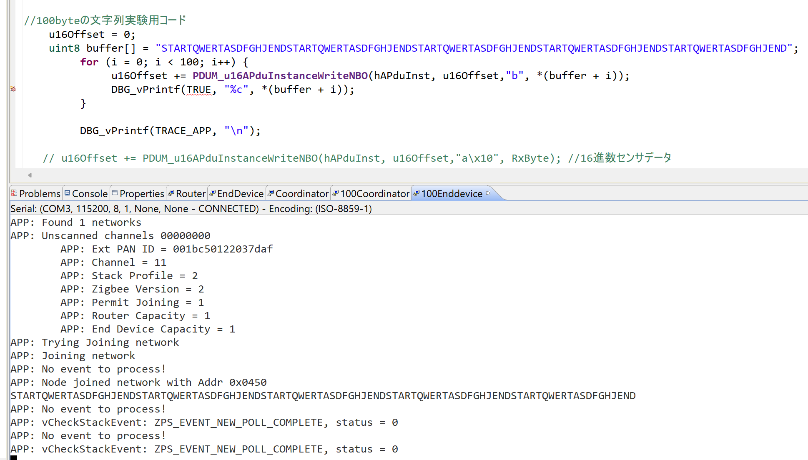 //100byteの文字列実験用コード
u16Offset = 0;
uint8 buffer[] = "STARTQWERTASDFGHJENDSTARTQWERTASDFGHJENDSTARTQWERTASDFGHJENDSTARTQWERTASDFGHJENDSTARTQWERTASDFGHJEND";
for (i = 0; i < 100; i++) {
u16Offset += PDUM_u16APduInstanceWriteNBO(hAPduInst, u16Offset,"b", *(buffer + i));
DBG_vPrintf(TRUE, "%c", *(buffer + i));
}
DBG_vPrintf(TRACE_APP, "\n");
// u16Offset += PDUM_u16APduInstanceWriteNBO(hAPduInst, u16Offset,"a\x10", RxByte); //16進数センサデータ
Problems Console Properties Router EndDevice Coordinator 100Coordinator 100Enddevice
Serial: (COM3, 115200, 8, 1, None, None - CONNECTED) - Encoding: (ISO-8859-1)
APP: Found 1 networks
APP: Unscanned channels 00000000
APP: Ext PAN ID = 001bc50122037daf
APP: Channel = 11
APP: Stack Profile = 2
APP: Zigbee Version = 2
APP: Permit Joining = 1
APP: Router Capacity = 1
APP: End Device Capacity = 1
APP: Trying Joining network
APP: Joining network
APP: No event to process!
APP: Node joined network with Addr 0x0450
STARTQWERTASDFGHJENDSTARTQWERTASDFGHJENDSTARTQWERTASDFGHJENDSTARTQWERTASDFGHJENDSTARTQWERTASDFGHJEND
APP: No event to process!
APP: vCheckStackEvent: ZPS_EVENT_NEW_POLL_COMPLETE, status = 0
APP: No event to process!
APP: vCheckStackEvent: ZPS_EVENT_NEW_POLL_COMPLETE, status = 0